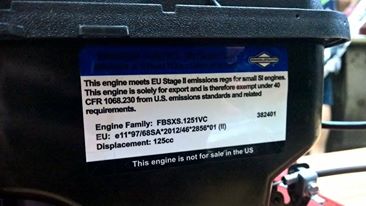 This engine meets EU Stage II emissions regs for small SI engines.
This engine is solely for export and is therefore exempt under 40
CFR 1068.230 from U.S. emissions standards and related
requirements.
382401
Engine Family: FBSXS.1251VC
EU: e11*97/68SA*2012/46*2856*01 (II)
Displacement: 125cc
This engine is not for sale in the US